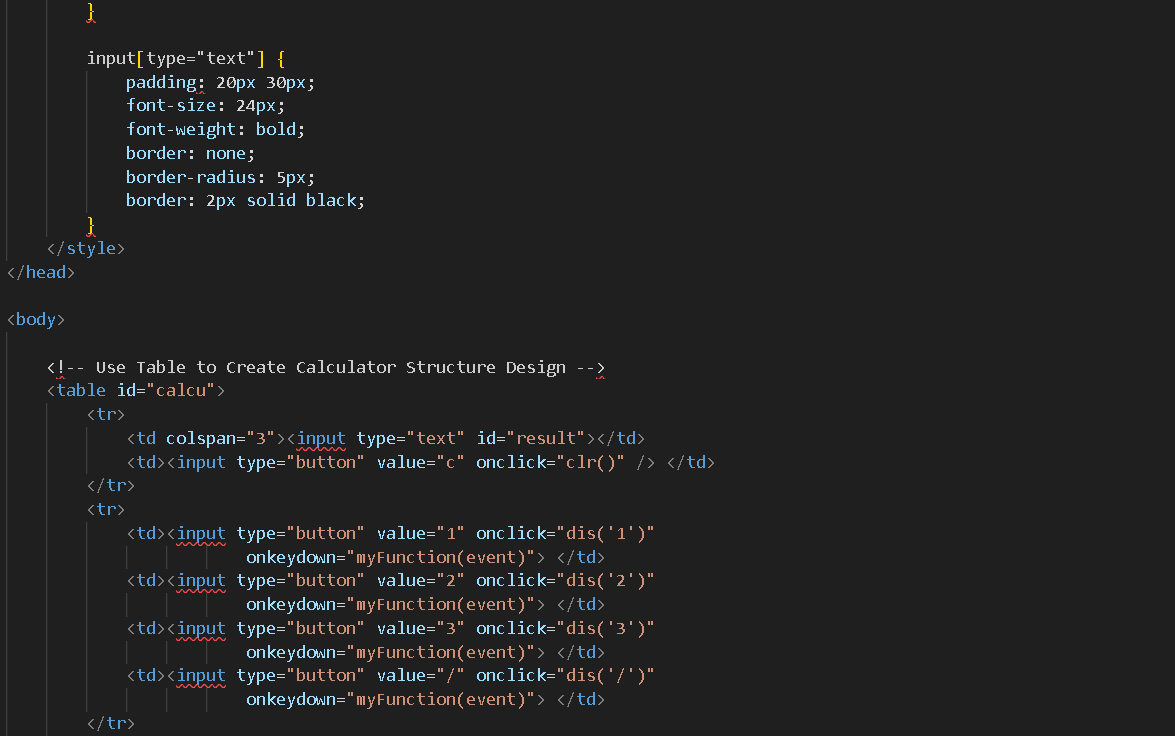 }
input[type="text"] {
padding: 20px 30px;
font-size: 24px;
font-weight: bold;
border: none;
border-radius: 5px;
border: 2px solid black;
}
</style>
</head>
<body>
<!-- Use Table to Create Calculator Structure Design -->
<table id="calcu">
<tr>
<td colspan="3"><input type="text" id="result"></td>
<td><input type="button" value="c" onclick="clr()" /> </td>
</tr>
<tr>
<td><input type="button" value="1" onclick="dis('1')"
onkeydown="myFunction(event)"> </td>
<td><input type="button" value="2" onclick="dis('2')"
onkeydown="myFunction(event)"> </td>
<td><input type="button" value="3" onclick="dis('3')"
onkeydown="myFunction(event)"> </td>
<td><input type="button" value="/" onclick="dis('/')"
onkeydown="myFunction(event)"> </td>
</tr>